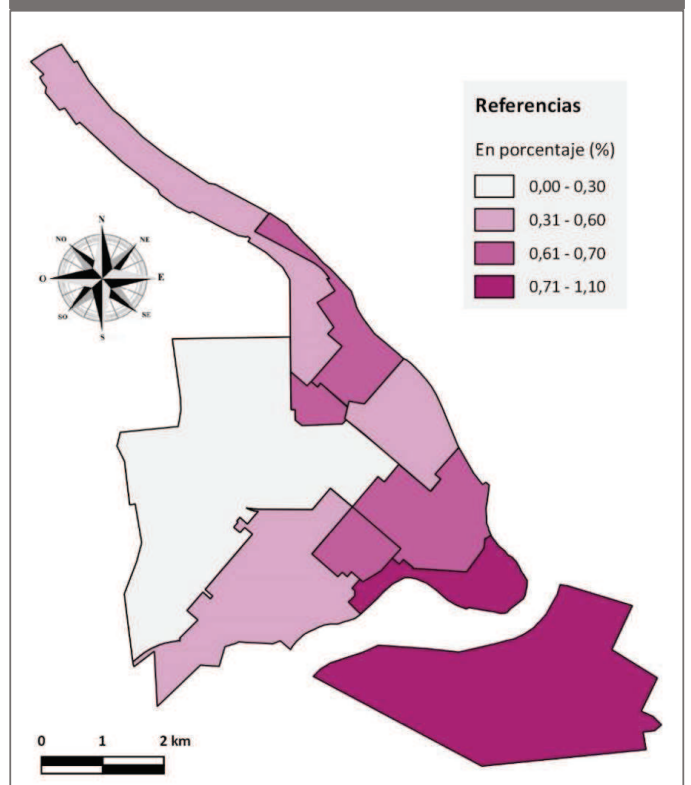 Referencias
En porcentaje (%)
0,00 - 0,30
0,31 - 0,60
0,61 - 0,70
0,71 - 1,10
N
NO
NE
O
E
SO
SE
S
0 1 2 km